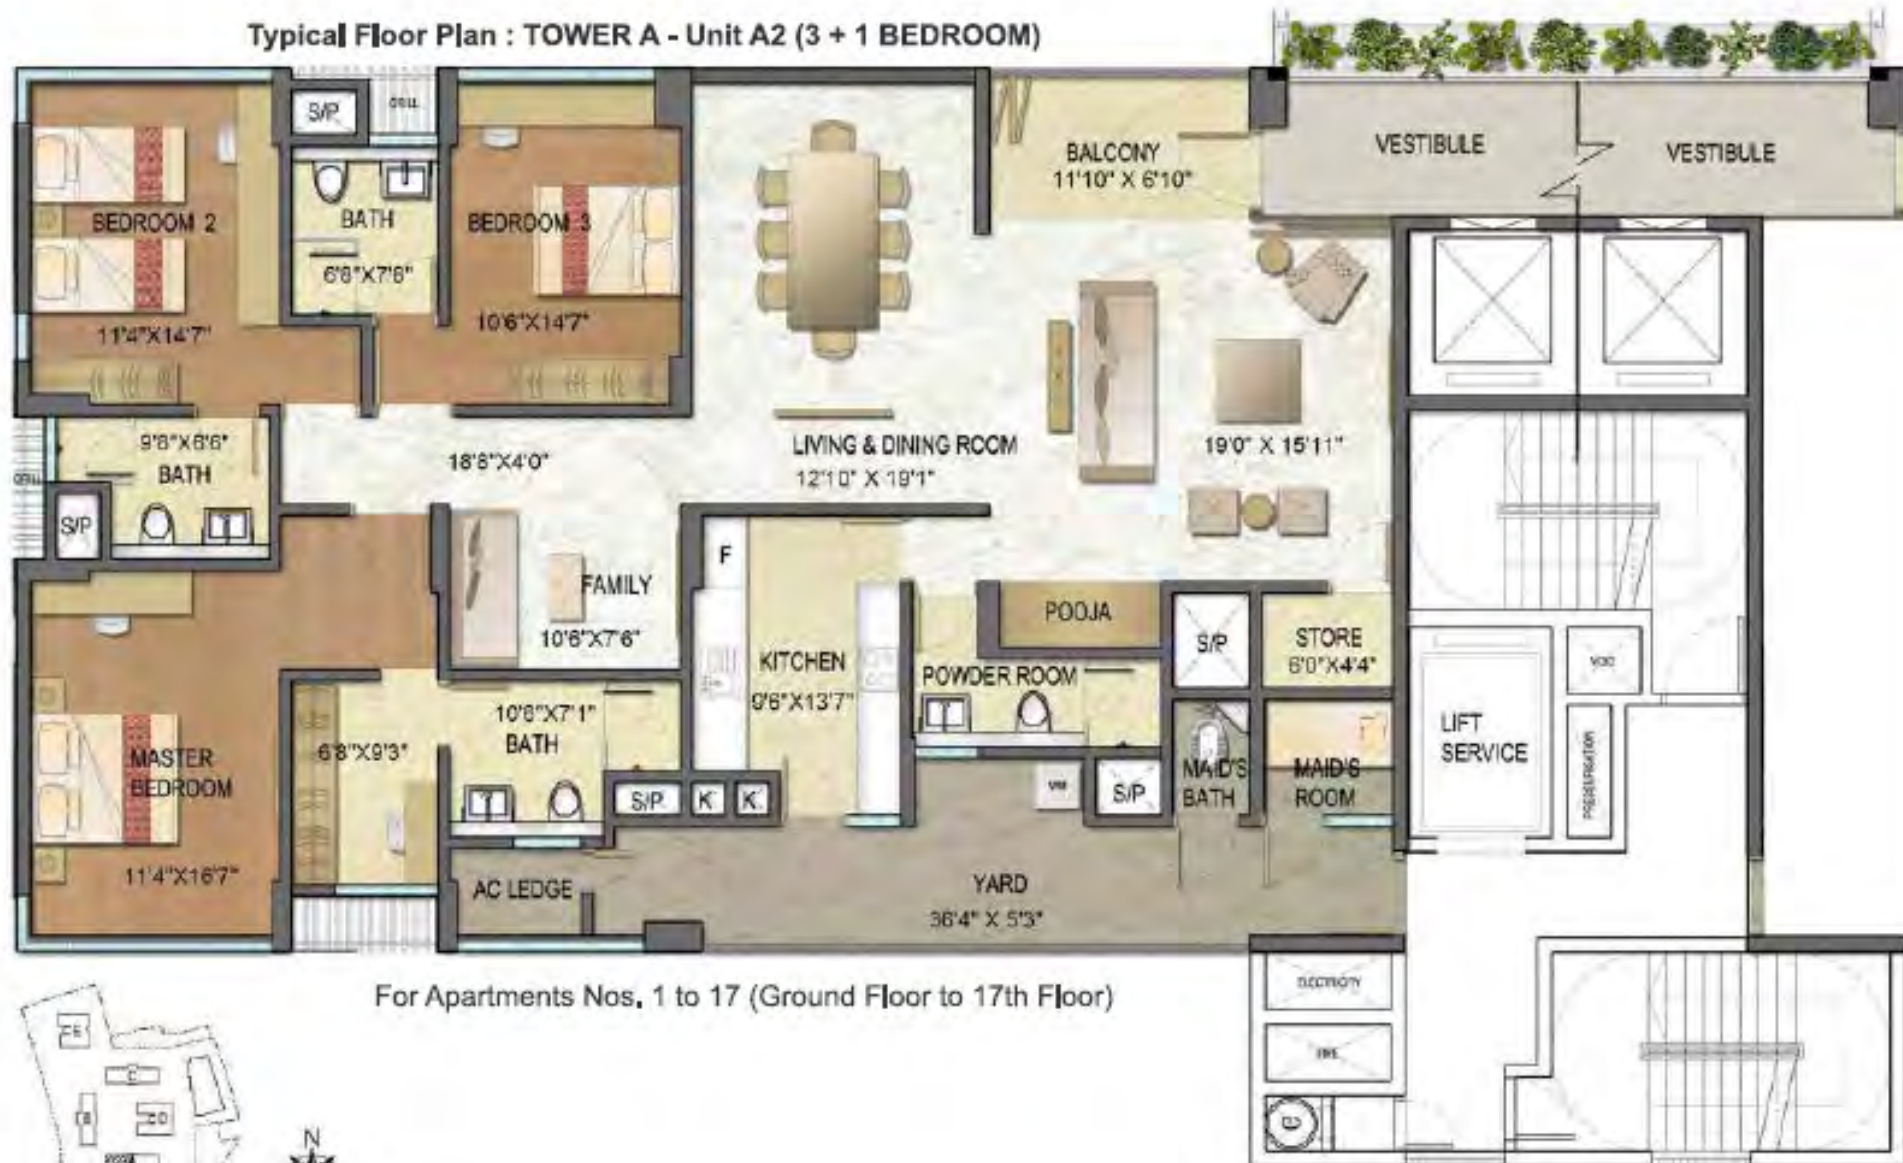 Typical Floor Plan : TOWER A - Unit A2 (3 + 1 BEDROOM)
S/P
BEDROOM 2
11'4"X14'7"
BATH
6'8"X7'8"
BEDROOM 3
10'6"X14'7"
BALCONY
11'10" X 6'10"
VESTIBULE
VESTIBULE
9'8"X6'6"
BATH
S/P
18'8"X4'0"
LIVING & DINING ROOM
12'10" X 19'1"
19'0" X 15'11"
F
FAMILY
10'6"X7'6"
KITCHEN
9'6"X13'7"
POOJA
POWDER ROOM
S/P
STORE
6'0"X4'4"
MASTER
BEDROOM
11'4"X16'7"
6'8"X9'3"
10'6"X7'1"
BATH
S/P
K
K
S/P
MAID'S
BATH
MAID'S
ROOM
LIFT
SERVICE
AC LEDGE
YARD
36'4" X 5'3"
ELECTRICITY
For Apartments Nos. 1 to 17 (Ground Floor to 17th Floor)
N